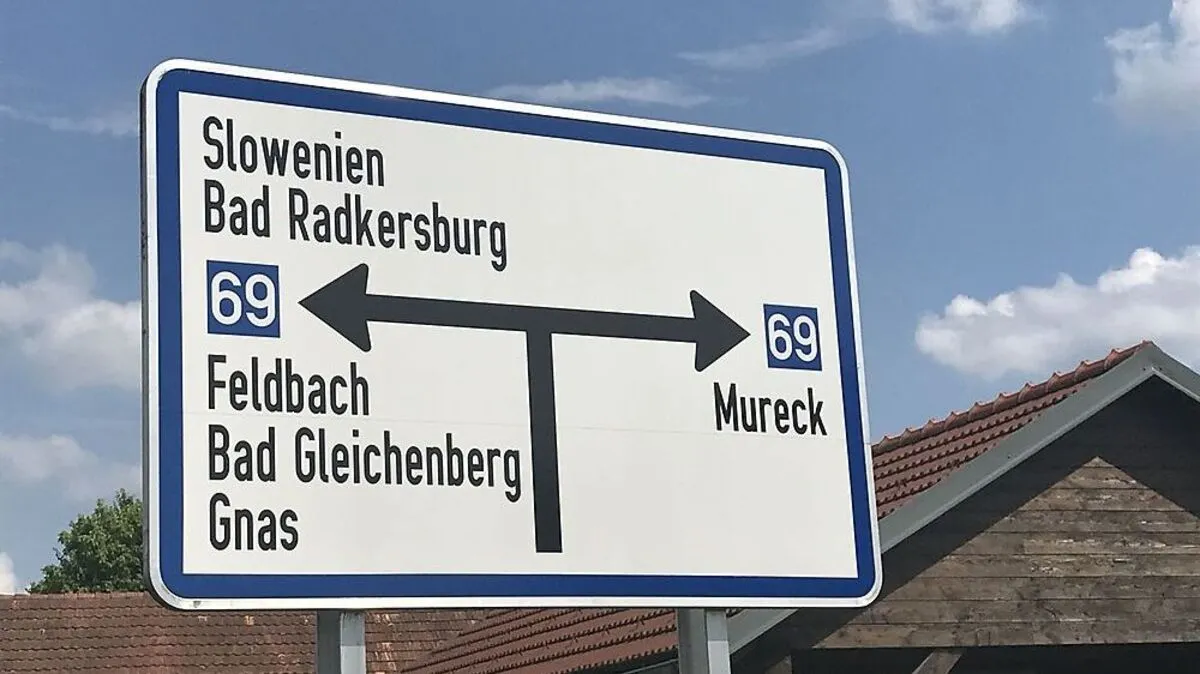 Slowenien
Bad Radkersburg
69
Feldbach
Bad Gleichenberg
Gnas
69
Mureck